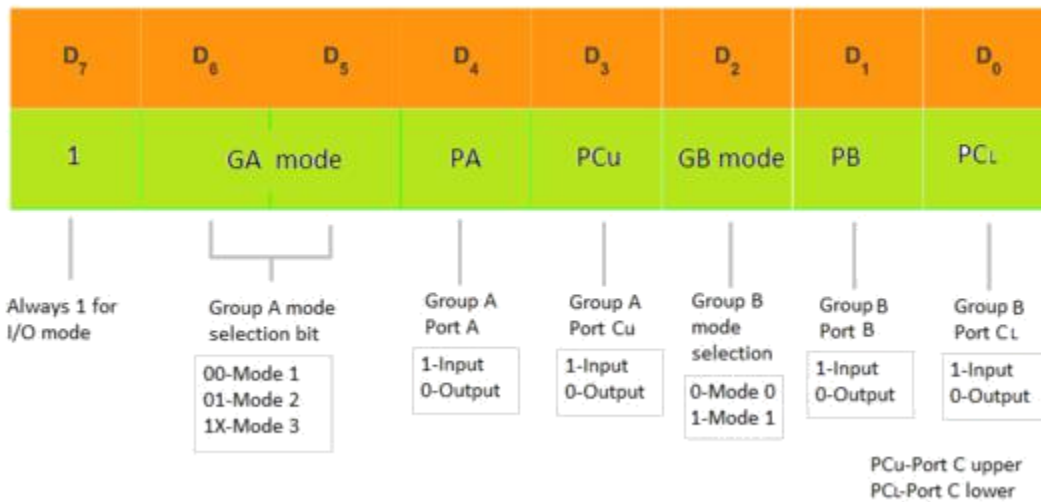 D7 D6 D5 D4 D3 D2 D1 D0
1 GA mode PA PCu GB mode PB PCL
Always 1 for
I/O mode
Group A mode
selection bit
00-Mode 1
01-Mode 2
1X-Mode 3
Group A
Port A
1-Input
0-Output
Group A
Port Cu
1-Input
0-Output
Group B
mode
selection
0-Mode 0
1-Mode 1
Group B
Port B
1-Input
0-Output
Group B
Port CL
1-Input
0-Output
PCu-Port C upper
PCL-Port C lower